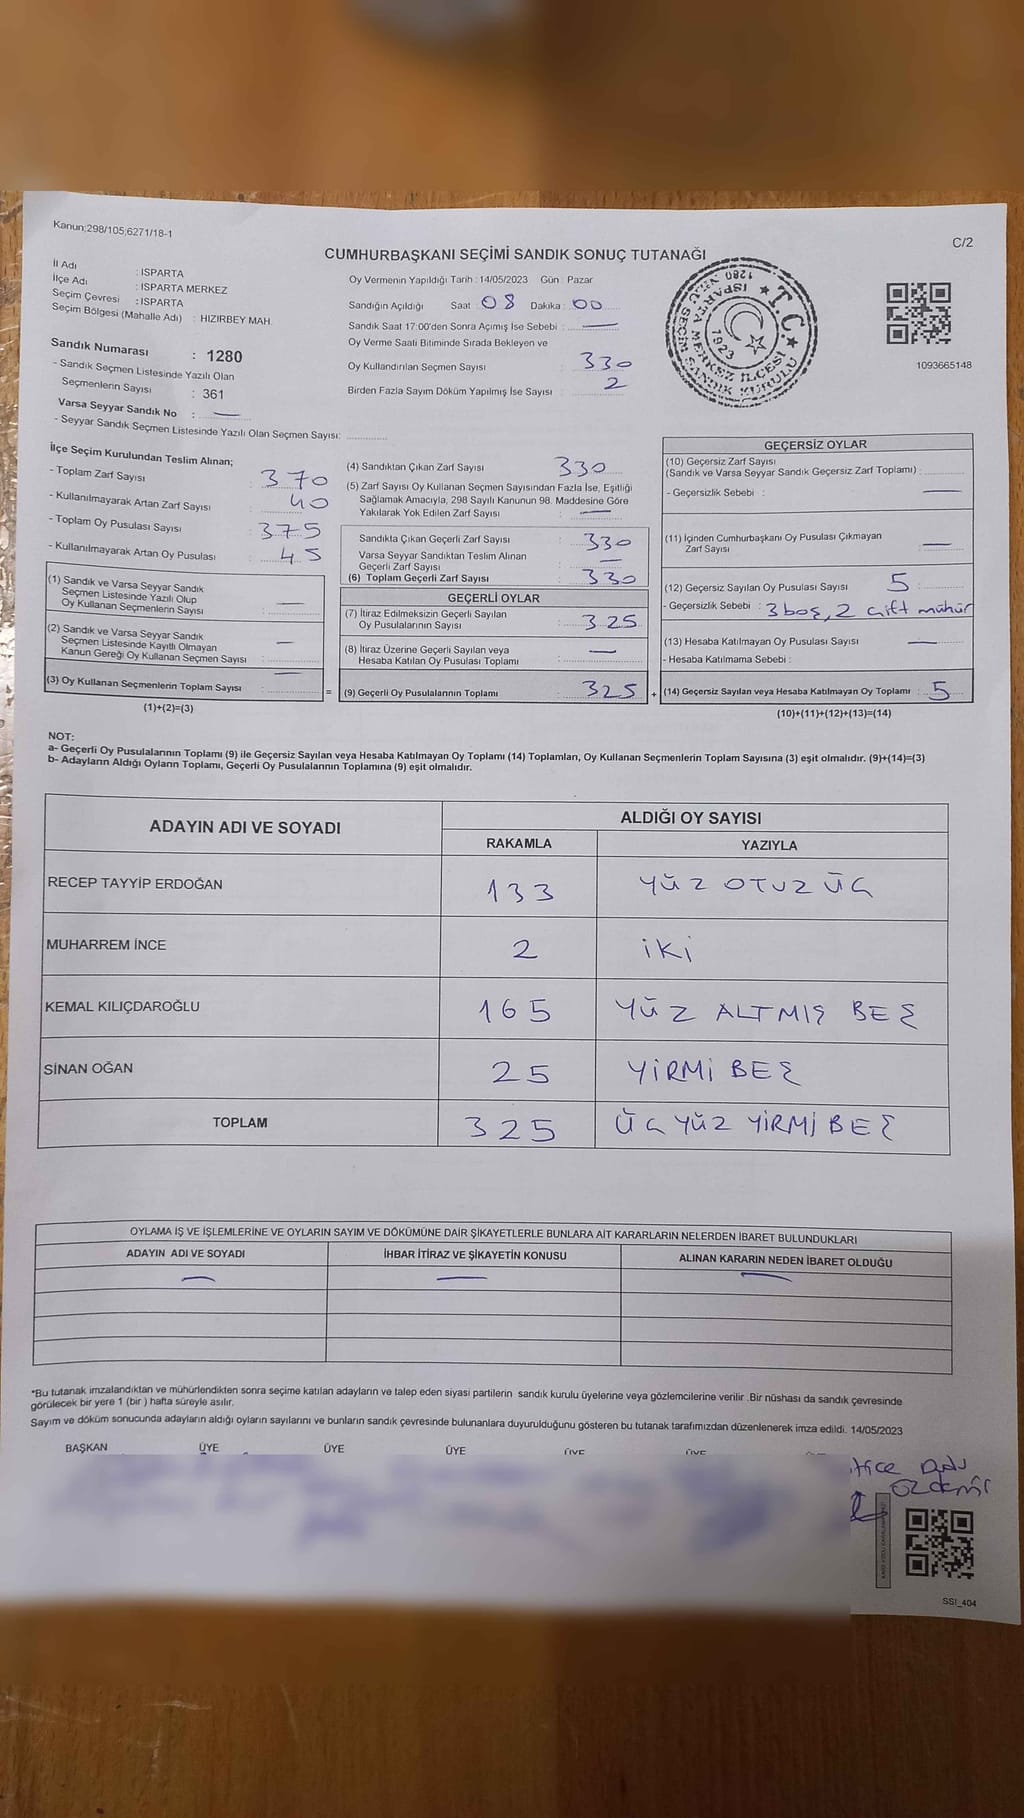 Kanun;298/105;6271/18-1
C/2
CUMHURBAŞKANI SEÇİMİ SANDIK SONUÇ TUTANAĞI
İl Adı : ISPARTA
İlçe Adı : ISPARTA MERKEZ
Seçim Çevresi : ISPARTA
Seçim Bölgesi (Mahalle Adı) : HIZIRBEY MAH.
Sandık Numarası : 1280
- Sandık Seçmen Listesinde Yazılı Olan
Seçmenlerin Sayısı : 361
Varsa Seyyar Sandık No : —
- Seyyar Sandık Seçmen Listesinde Yazılı Olan Seçmen Sayısı:
Oy Vermenin Yapıldığı Tarih : 14/05/2023 Gün : Pazar
Sandığın Açıldığı Saat 08 Dakika : 00
Sandık Saat 17:00'den Sonra Açımış İse Sebebi : —
Oy Verme Saati Bitiminde Sırada Bekleyen ve
Oy Kullandırılan Seçmen Sayısı : 330
Birden Fazla Sayım Döküm Yapılmış İse Sayısı : 2
T.C.
ISPARTA MERKEZ İLÇESİ
1280 NOLU
SEÇİM SANDIK KURULU
1923
1093665148
İlçe Seçim Kurulundan Teslim Alınan;
- Toplam Zarf Sayısı : 370
- Kullanılmayarak Artan Zarf Sayısı : 40
- Toplam Oy Pusulası Sayısı : 375
- Kullanılmayarak Artan Oy Pusulası : 45
(1) Sandık ve Varsa Seyyar Sandık
Seçmen Listesinde Yazılı Olup
Oy Kullanan Seçmenlerin Sayısı : —
(2) Sandık ve Varsa Seyyar Sandık
Seçmen Listesinde Kayıtlı Olmayan
Kanun Gereği Oy Kullanan Seçmen Sayısı : —
(3) Oy Kullanan Seçmenlerin Toplam Sayısı : —
(1)+(2)=(3)
(4) Sandıktan Çıkan Zarf Sayısı : 330
(5) Zarf Sayısı Oy Kullanan Seçmen Sayısından Fazla İse, Eşitliği
Sağlamak Amacıyla, 298 Sayılı Kanunun 98. Maddesine Göre
Yakılarak Yok Edilen Zarf Sayısı : —
Sandıkta Çıkan Geçerli Zarf Sayısı : 330
Varsa Seyyar Sandıktan Teslim Alınan
Geçerli Zarf Sayısı : —
(6) Toplam Geçerli Zarf Sayısı : 330
GEÇERLİ OYLAR
(7) İtiraz Edilmeksizin Geçerli Sayılan
Oy Pusulalarının Sayısı : 325
(8) İtiraz Üzerine Geçerli Sayılan veya
Hesaba Katılan Oy Pusulası Toplamı : —
= (9) Geçerli Oy Pusulalarının Toplamı : 325 +
GEÇERSİZ OYLAR
(10) Geçersiz Zarf Sayısı
(Sandık ve Varsa Seyyar Sandık Geçersiz Zarf Toplamı) :
- Geçersizlik Sebebi : —
(11) İçinden Cumhurbaşkanı Oy Pusulası Çıkmayan
Zarf Sayısı : —
(12) Geçersiz Sayılan Oy Pusulası Sayısı : 5
- Geçersizlik Sebebi : 3 boş, 2 çift mühür
(13) Hesaba Katılmayan Oy Pusulası Sayısı : —
- Hesaba Katılmama Sebebi :
(14) Geçersiz Sayılan veya Hesaba Katılmayan Oy Toplamı : 5
(10)+(11)+(12)+(13)=(14)
NOT:
a- Geçerli Oy Pusulalarının Toplamı (9) ile Geçersiz Sayılan veya Hesaba Katılmayan Oy Toplamı (14) Toplamları, Oy Kullanan Seçmenlerin Toplam Sayısına (3) eşit olmalıdır. (9)+(14)=(3)
b- Adayların Aldığı Oyların Toplamı, Geçerli Oy Pusulalarının Toplamına (9) eşit olmalıdır.
ADAYIN ADI VE SOYADI
ALDIĞI OY SAYISI
RAKAMLA YAZIYLA
RECEP TAYYİP ERDOĞAN 133 YÜZ OTUZ ÜÇ
MUHARREM İNCE 2 İKİ
KEMAL KILIÇDAROĞLU 165 YÜZ ALTMIŞ BEŞ
SİNAN OĞAN 25 YİRMİ BEŞ
TOPLAM 325 ÜÇ YÜZ YİRMİ BEŞ
OYLAMA İŞ VE İŞLEMLERİNE VE OYLARIN SAYIM VE DÖKÜMÜNE DAİR ŞİKAYETLERLE BUNLARA AİT KARARLARIN NELERDEN İBARET BULUNDUKLARI
ADAYIN ADI VE SOYADI İHBAR İTİRAZ VE ŞİKAYETİN KONUSU ALINAN KARARIN NEDEN İBARET OLDUĞU
— — —
*Bu tutanak imzalandıktan ve mühürlendikten sonra seçime katılan adayların ve talep eden siyasi partilerin sandık kurulu üyelerine veya gözlemcilerine verilir .Bir nüshası da sandık çevresinde
görülecek bir yere 1 (bir ) hafta süreyle asılır.
Sayım ve döküm sonucunda adayların aldığı oyların sayılarını ve bunların sandık çevresinde bulunanlara duyurulduğunu gösteren bu tutanak tarafımızdan düzenlenerek imza edildi. 14/05/2023
BAŞKAN ÜYE ÜYE ÜYE ÜYE ÜYE
ÖZDEMİR
SSI_404